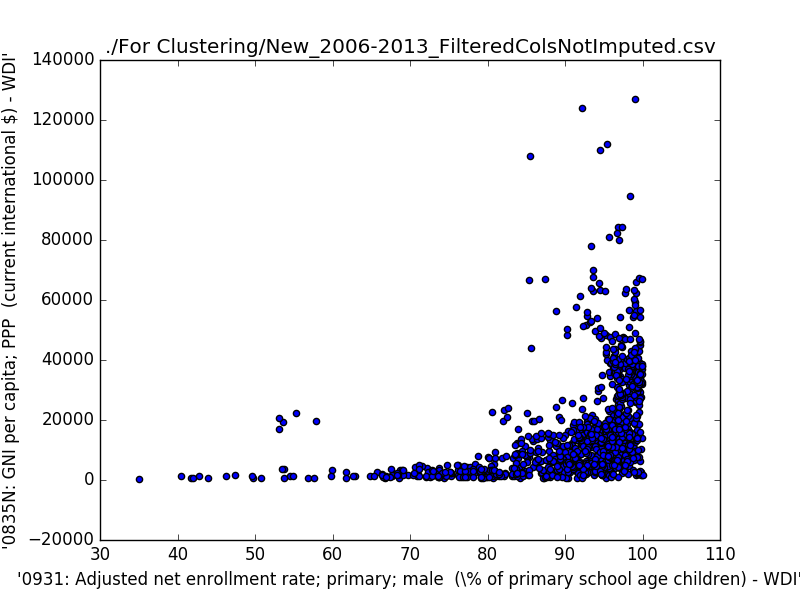 ./For Clustering/New_2006-2013_FilteredColsNotImputed.csv
'0835N: GNI per capita; PPP  (current international $) - WDI'
140000
120000
100000
80000
60000
40000
20000
0
−20000
30 40 50 60 70 80 90 100 110
'0931: Adjusted net enrollment rate; primary; male  (\% of primary school age children) - WDI'